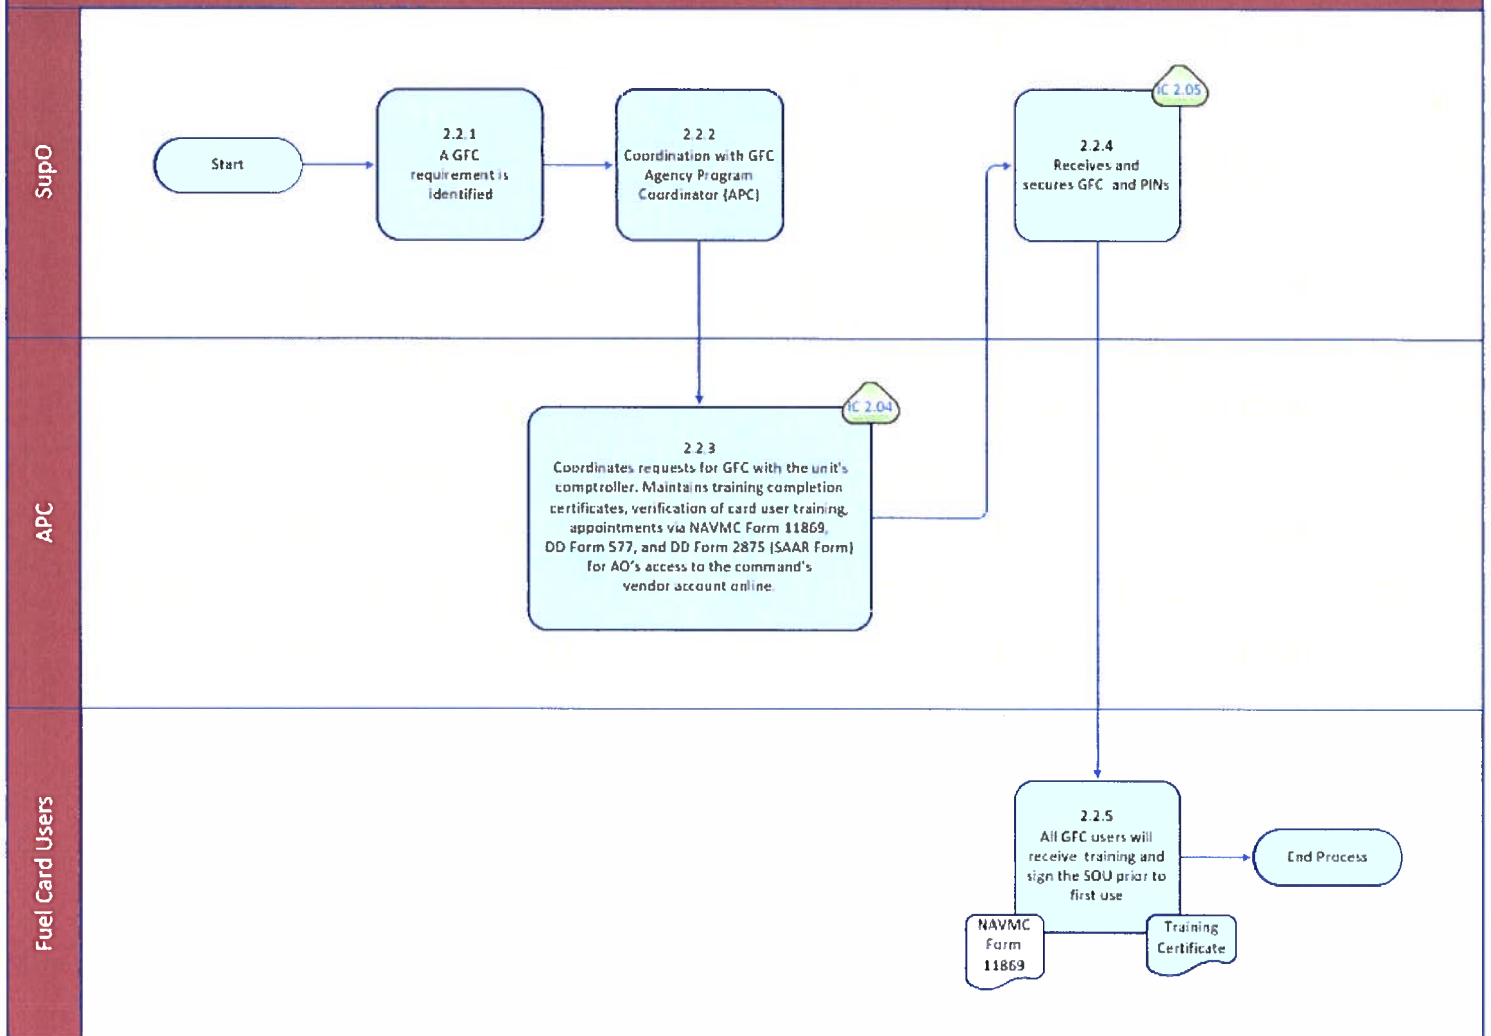 SupO
Start
2.2.1
A GFC
requirement is
identified
2.2.2
Coordination with GFC
Agency Program
Coordinator (APC)
IC 2.05
2.2.4
Receives and
secures GFC and PINs
APC
IC 2.04
2.2.3
Coordinates requests for GFC with the unit's
comptroller. Maintains training completion
certificates, verification of card user training,
appointments via NAVMC Form 11869,
DD Form 577, and DD Form 2875 (SAAR Form)
for AO's access to the command's
vendor account online.
Fuel Card Users
2.2.5
All GFC users will
receive training and
sign the SOU prior to
first use
End Process
NAVMC
Form
11869
Training
Certificate